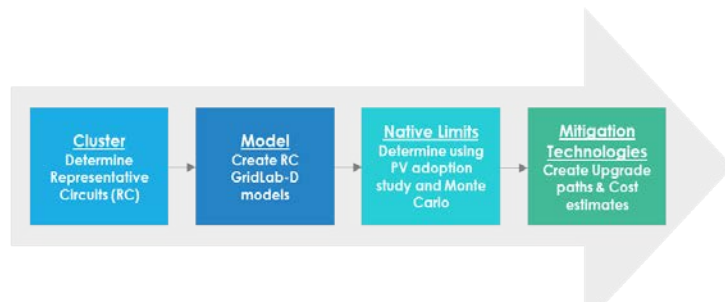 Cluster
Determine
Representative
Circuits (RC)
Model
Create RC
GridLab-D
models
Native Limits
Determine using
PV adoption
study and Monte
Carlo
Mitigation
Technologies
Create Upgrade
paths & Cost
estimates